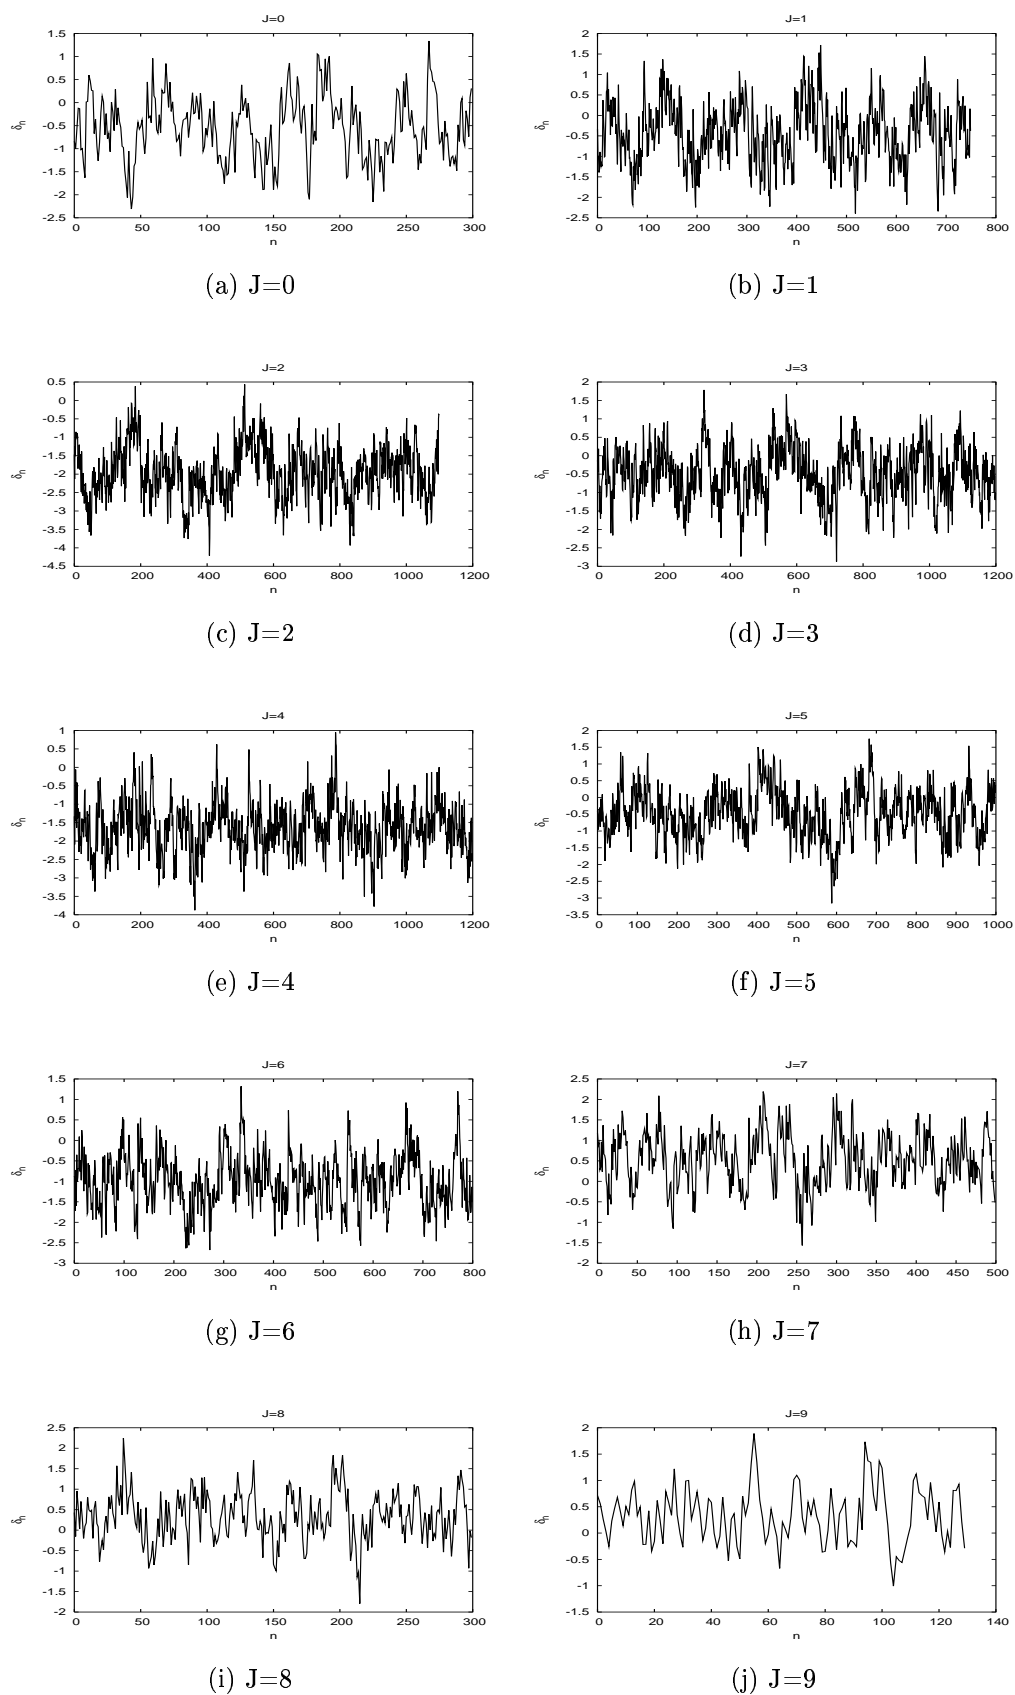 J=0
1.5
1
0.5
0
-0.5
-1
-1.5
-2
-2.5
0 50 100 150 200 250 300
δn
n
(a) J=0
J=1
2
1.5
1
0.5
0
-0.5
-1
-1.5
-2
-2.5
0 100 200 300 400 500 600 700 800
δn
n
(b) J=1
J=2
0.5
0
-0.5
-1
-1.5
-2
-2.5
-3
-3.5
-4
-4.5
0 200 400 600 800 1000 1200
δn
n
(c) J=2
J=3
2
1.5
1
0.5
0
-0.5
-1
-1.5
-2
-2.5
-3
0 200 400 600 800 1000 1200
δn
n
(d) J=3
J=4
1
0.5
0
-0.5
-1
-1.5
-2
-2.5
-3
-3.5
-4
0 200 400 600 800 1000 1200
δn
n
(e) J=4
J=5
2
1.5
1
0.5
0
-0.5
-1
-1.5
-2
-2.5
-3
-3.5
0 100 200 300 400 500 600 700 800 900 1000
δn
n
(f) J=5
J=6
1.5
1
0.5
0
-0.5
-1
-1.5
-2
-2.5
-3
0 100 200 300 400 500 600 700 800
δn
n
(g) J=6
J=7
2.5
2
1.5
1
0.5
0
-0.5
-1
-1.5
-2
0 50 100 150 200 250 300 350 400 450 500
δn
n
(h) J=7
J=8
2.5
2
1.5
1
0.5
0
-0.5
-1
-1.5
-2
0 50 100 150 200 250 300
δn
n
(i) J=8
J=9
2
1.5
1
0.5
0
-0.5
-1
-1.5
0 20 40 60 80 100 120 140
δn
n
(j) J=9